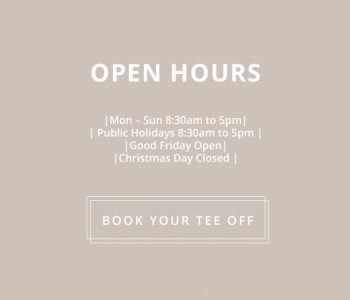 OPEN HOURS
|Mon – Sun 8:30am to 5pm|
| Public Holidays 8:30am to 5pm |
|Good Friday Open|
|Christmas Day Closed |
BOOK YOUR TEE OFF